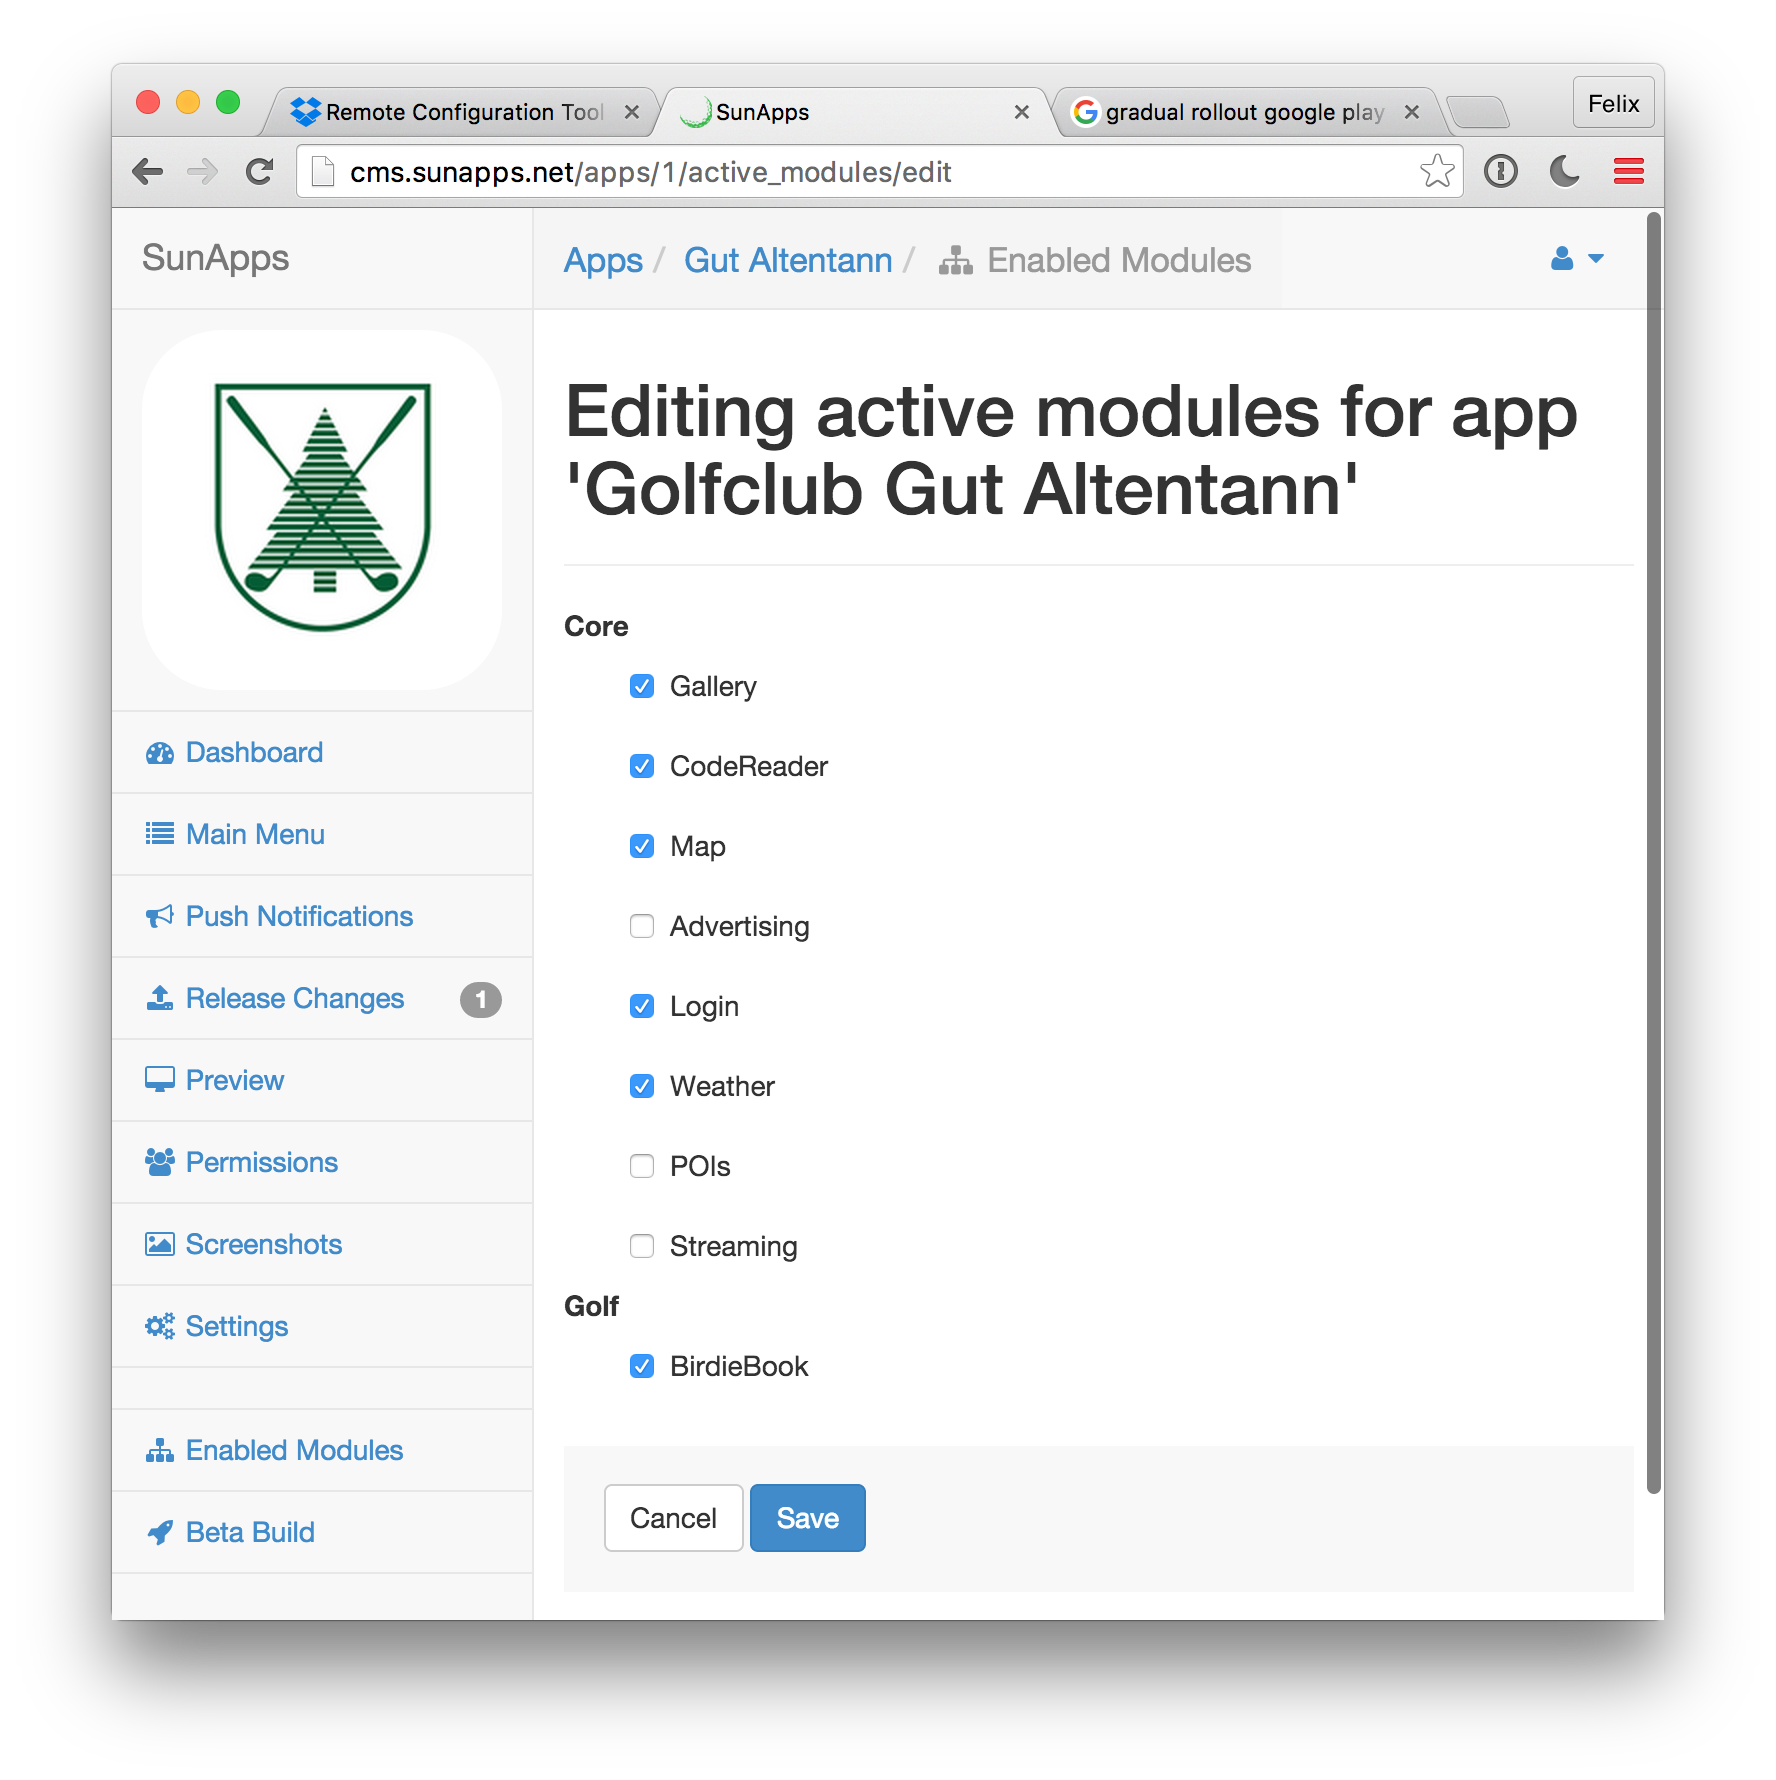 Remote Configuration Tool
SunApps
gradual rollout google play
Felix
cms.sunapps.net/apps/1/active_modules/edit
SunApps
Apps / Gut Altentann / Enabled Modules
Editing active modules for app
'Golfclub Gut Altentann'
Dashboard
Main Menu
Push Notifications
Release Changes 1
Preview
Permissions
Screenshots
Settings
Enabled Modules
Beta Build
Core
Gallery
CodeReader
Map
Advertising
Login
Weather
POIs
Streaming
Golf
BirdieBook
Cancel Save